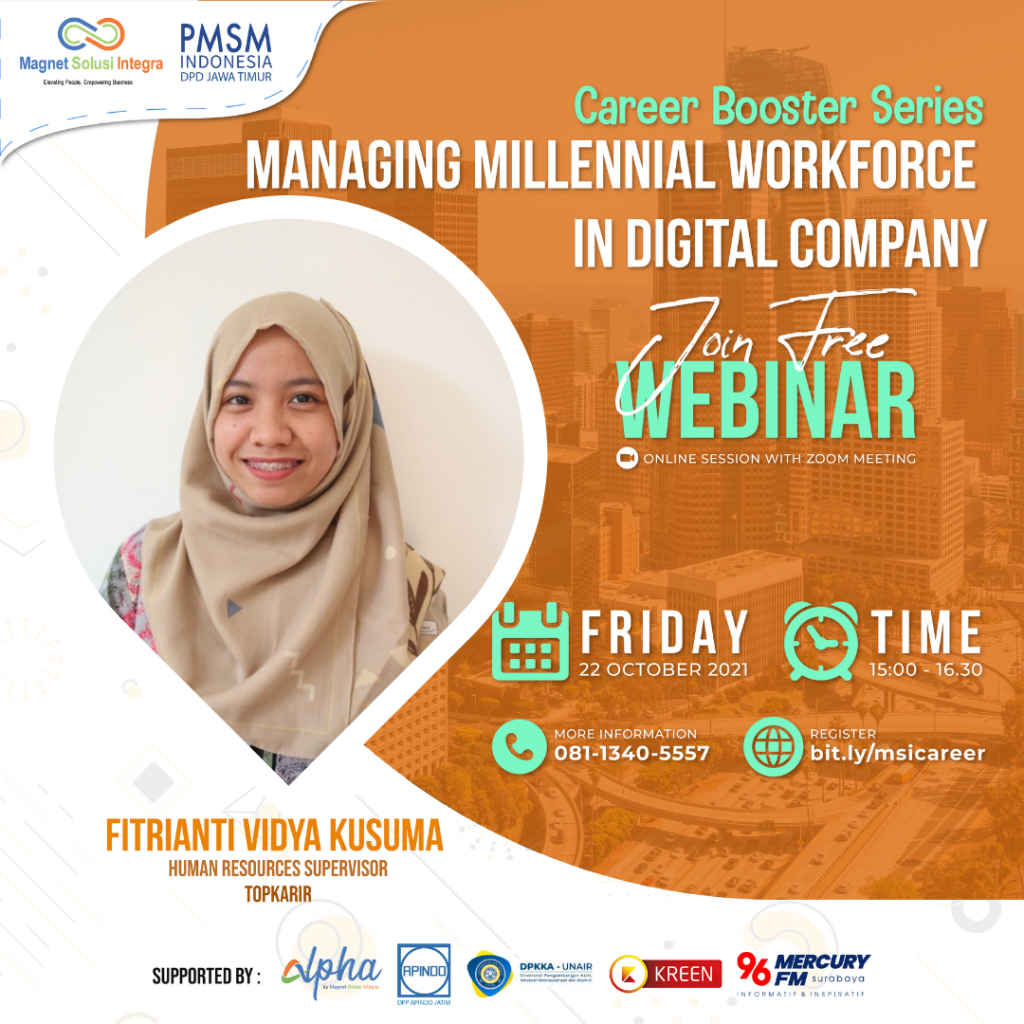 Magnet Solusi Integra
Elevating People. Empowering Business
PMSM
INDONESIA
DPD JAWA TIMUR
Career Booster Series
MANAGING MILLENNIAL WORKFORCE
IN DIGITAL COMPANY
Join Free
WEBINAR
ONLINE SESSION WITH ZOOM MEETING
FRIDAY
22 OCTOBER 2021
TIME
15:00 - 16.30
MORE INFORMATION
081-1340-5557
REGISTER
bit.ly/msicareer
FITRIANTI VIDYA KUSUMA
HUMAN RESOURCES SUPERVISOR
TOPKARIR
SUPPORTED BY :
Alpha
by Magnet Solusi Integra
APINDO
DPP APINDO JATIM
DPKKA - UNAIR
Direktorat Pengembangan Karir,
KREEN
96 MERCURY
FM surabaya
INFORMATIF & INSPIRATIF